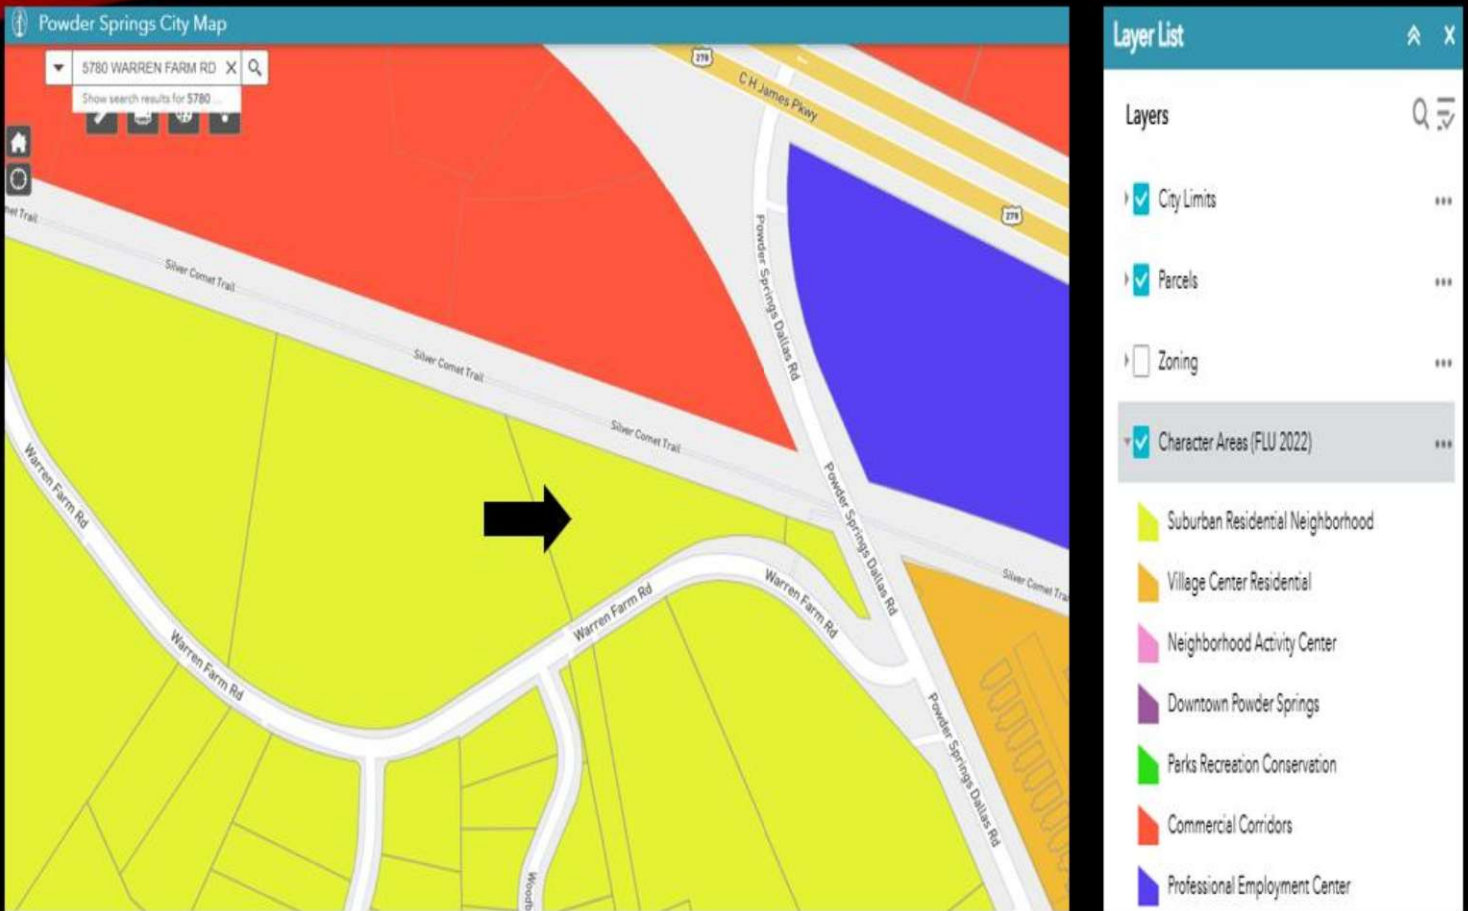 Powder Springs City Map
5780 WARREN FARM RD
Show search results for 5780 ...
278
C H James Pkwy
278
Powder Springs Dallas Rd
met Trail
Silver Comet Trail
Silver Comet Trail
Silver Comet Trail
Powder Springs Dallas Rd
Silver Comet Tra
Warren Farm Rd
Warren Farm Rd
Warren Farm Rd
Warren Farm Rd
Powder Springs Dallas Rd
Woodb
Layer List
Layers
City Limits
Parcels
Zoning
Character Areas (FLU 2022)
Suburban Residential Neighborhood
Village Center Residential
Neighborhood Activity Center
Downtown Powder Springs
Parks Recreation Conservation
Commercial Corridors
Professional Employment Center